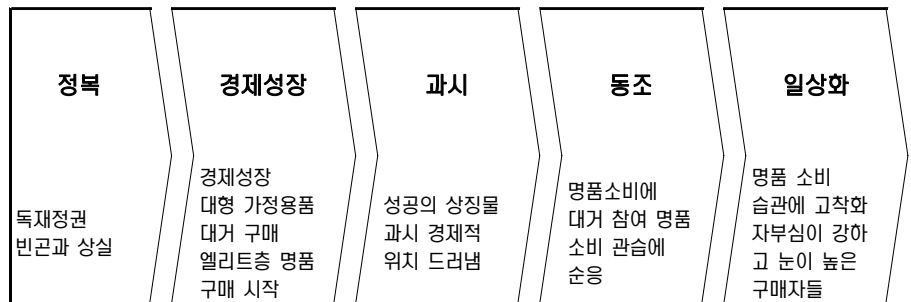 정복
독재정권
빈곤과 상실
경제성장
경제성장
대형 가정용품
대거 구매
엘리트층 명품
구매 시작
과시
성공의 상징물
과시 경제적
위치 드러냄
동조
명품소비에
대거 참여 명품
소비 관습에
순응
일상화
명품 소비
습관에 고착화
자부심이 강하
고 눈이 높은
구매자들